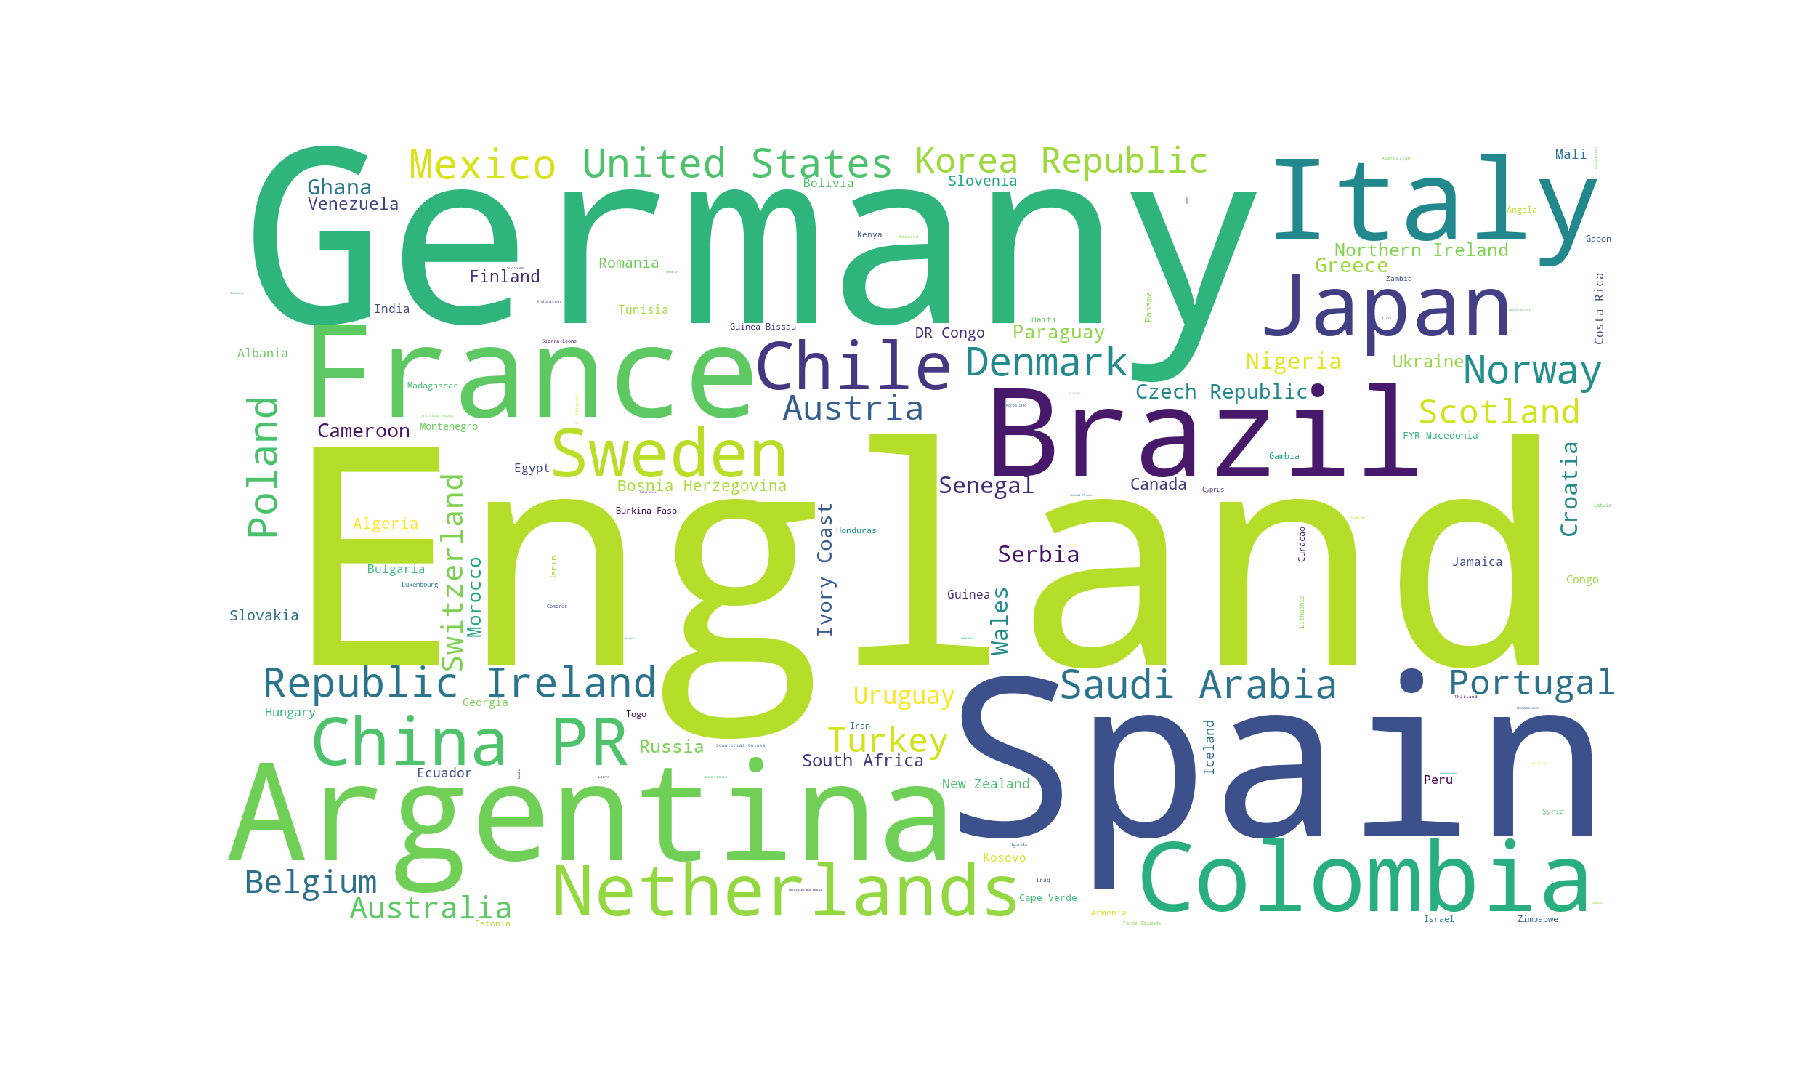 Germany
England
Spain
France
Argentina
Brazil
Italy
Colombia
Japan
Netherlands
China PR
Chile
Sweden
Mexico
United States
Korea Republic
Mali
Ghana
Venezuela
Bolivia
Slovenia
Angola
Gabon
Kenya
Northern Ireland
Greece
Romania
Finland
Zambia
Costa Rica
India
Tunisia
Panama
Guinea Bissau
Haiti
DR Congo
Paraguay
Sierra Leone
Albania
Denmark
Nigeria
Ukraine
Norway
Madagascar
Czech Republic
Austria
Scotland
Poland
Cameroon
Montenegro
FYR Macedonia
Gambia
Croatia
Egypt
Bosnia Herzegovina
Senegal
Canada
Cyprus
Switzerland
Burkina Faso
Algeria
Ivory Coast
Honduras
Serbia
Curacao
Jamaica
Bulgaria
Benin
Luxembourg
Morocco
Congo
Guinea
Comoros
Slovakia
Wales
Lithuania
Republic Ireland
Saudi Arabia
Portugal
Uruguay
Georgia
Hungary
Togo
Iran
Turkey
Russia
Iceland
South Africa
Ecuador
Peru
New Zealand
Syria
Kosovo
Belgium
Iraq
Cape Verde
Australia
Armenia
Estonia
Israel
Zimbabwe
Faroe Islands